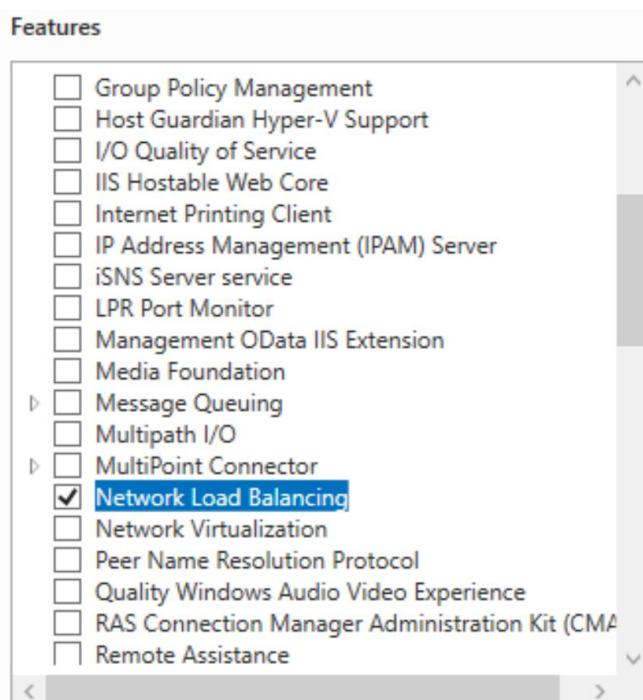 Features
Group Policy Management
Host Guardian Hyper-V Support
I/O Quality of Service
IIS Hostable Web Core
Internet Printing Client
IP Address Management (IPAM) Server
iSNS Server service
LPR Port Monitor
Management OData IIS Extension
Media Foundation
Message Queuing
Multipath I/O
MultiPoint Connector
Network Load Balancing
Network Virtualization
Peer Name Resolution Protocol
Quality Windows Audio Video Experience
RAS Connection Manager Administration Kit (CMA
Remote Assistance